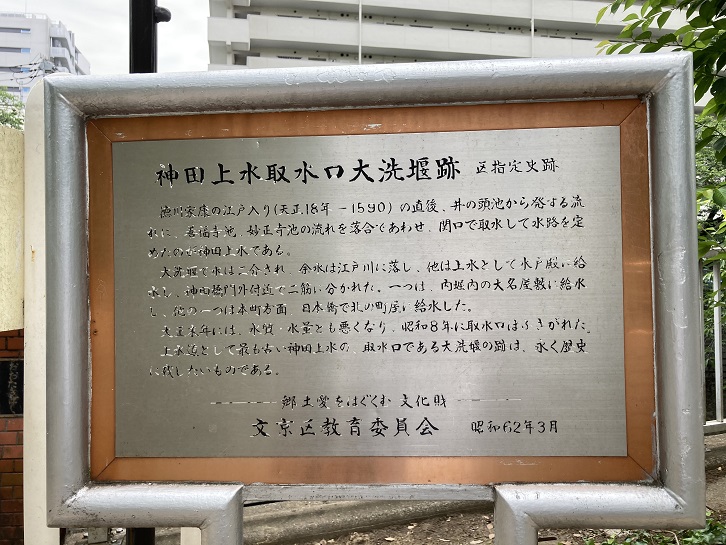 神田上水取水口大洗堰跡 区指定史跡
徳川家康の江戸入り(天正18年－1590)の直後、井の頭池から発する流
れに、善福寺池、妙正寺池の流れを落合であわせ、関口で取水して水路を定
めたのが神田上水である。
大洗堰で水は二分され、余水は江戸川に落し、他は上水として水戸殿に給
水し、神田橋門外付近で二筋に分かれた。一つは、内堀内の大名屋敷に給水
し、他の一つは本町方面、日本橋で北の町屋に給水した。
大正末年には、水質・水量とも悪くなり、昭和8年に取水口はふさがれた。
上水道として最も古い神田上水の、取水口である大洗堰の跡は、永く歴史
に残したいものである。
郷土愛をはぐくむ文化財
文京区教育委員会 昭和62年3月